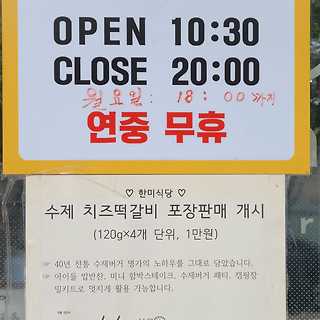 OPEN 10:30
CLOSE 20:00
월요일: 18:00까지
연중 무휴
♡ 한미식당 ♡
수제 치즈떡갈비 포장판매 개시
(120g×4개 단위, 1만원)
☞ 40년 전통 수제버거 명가의 노하우를 그대로 담았습니다.
☞ 아이들 밥반찬, 미니 함박스테이크, 수제버거 패티, 캠핑장
밀키트로 멋지게 활용 가능합니다.